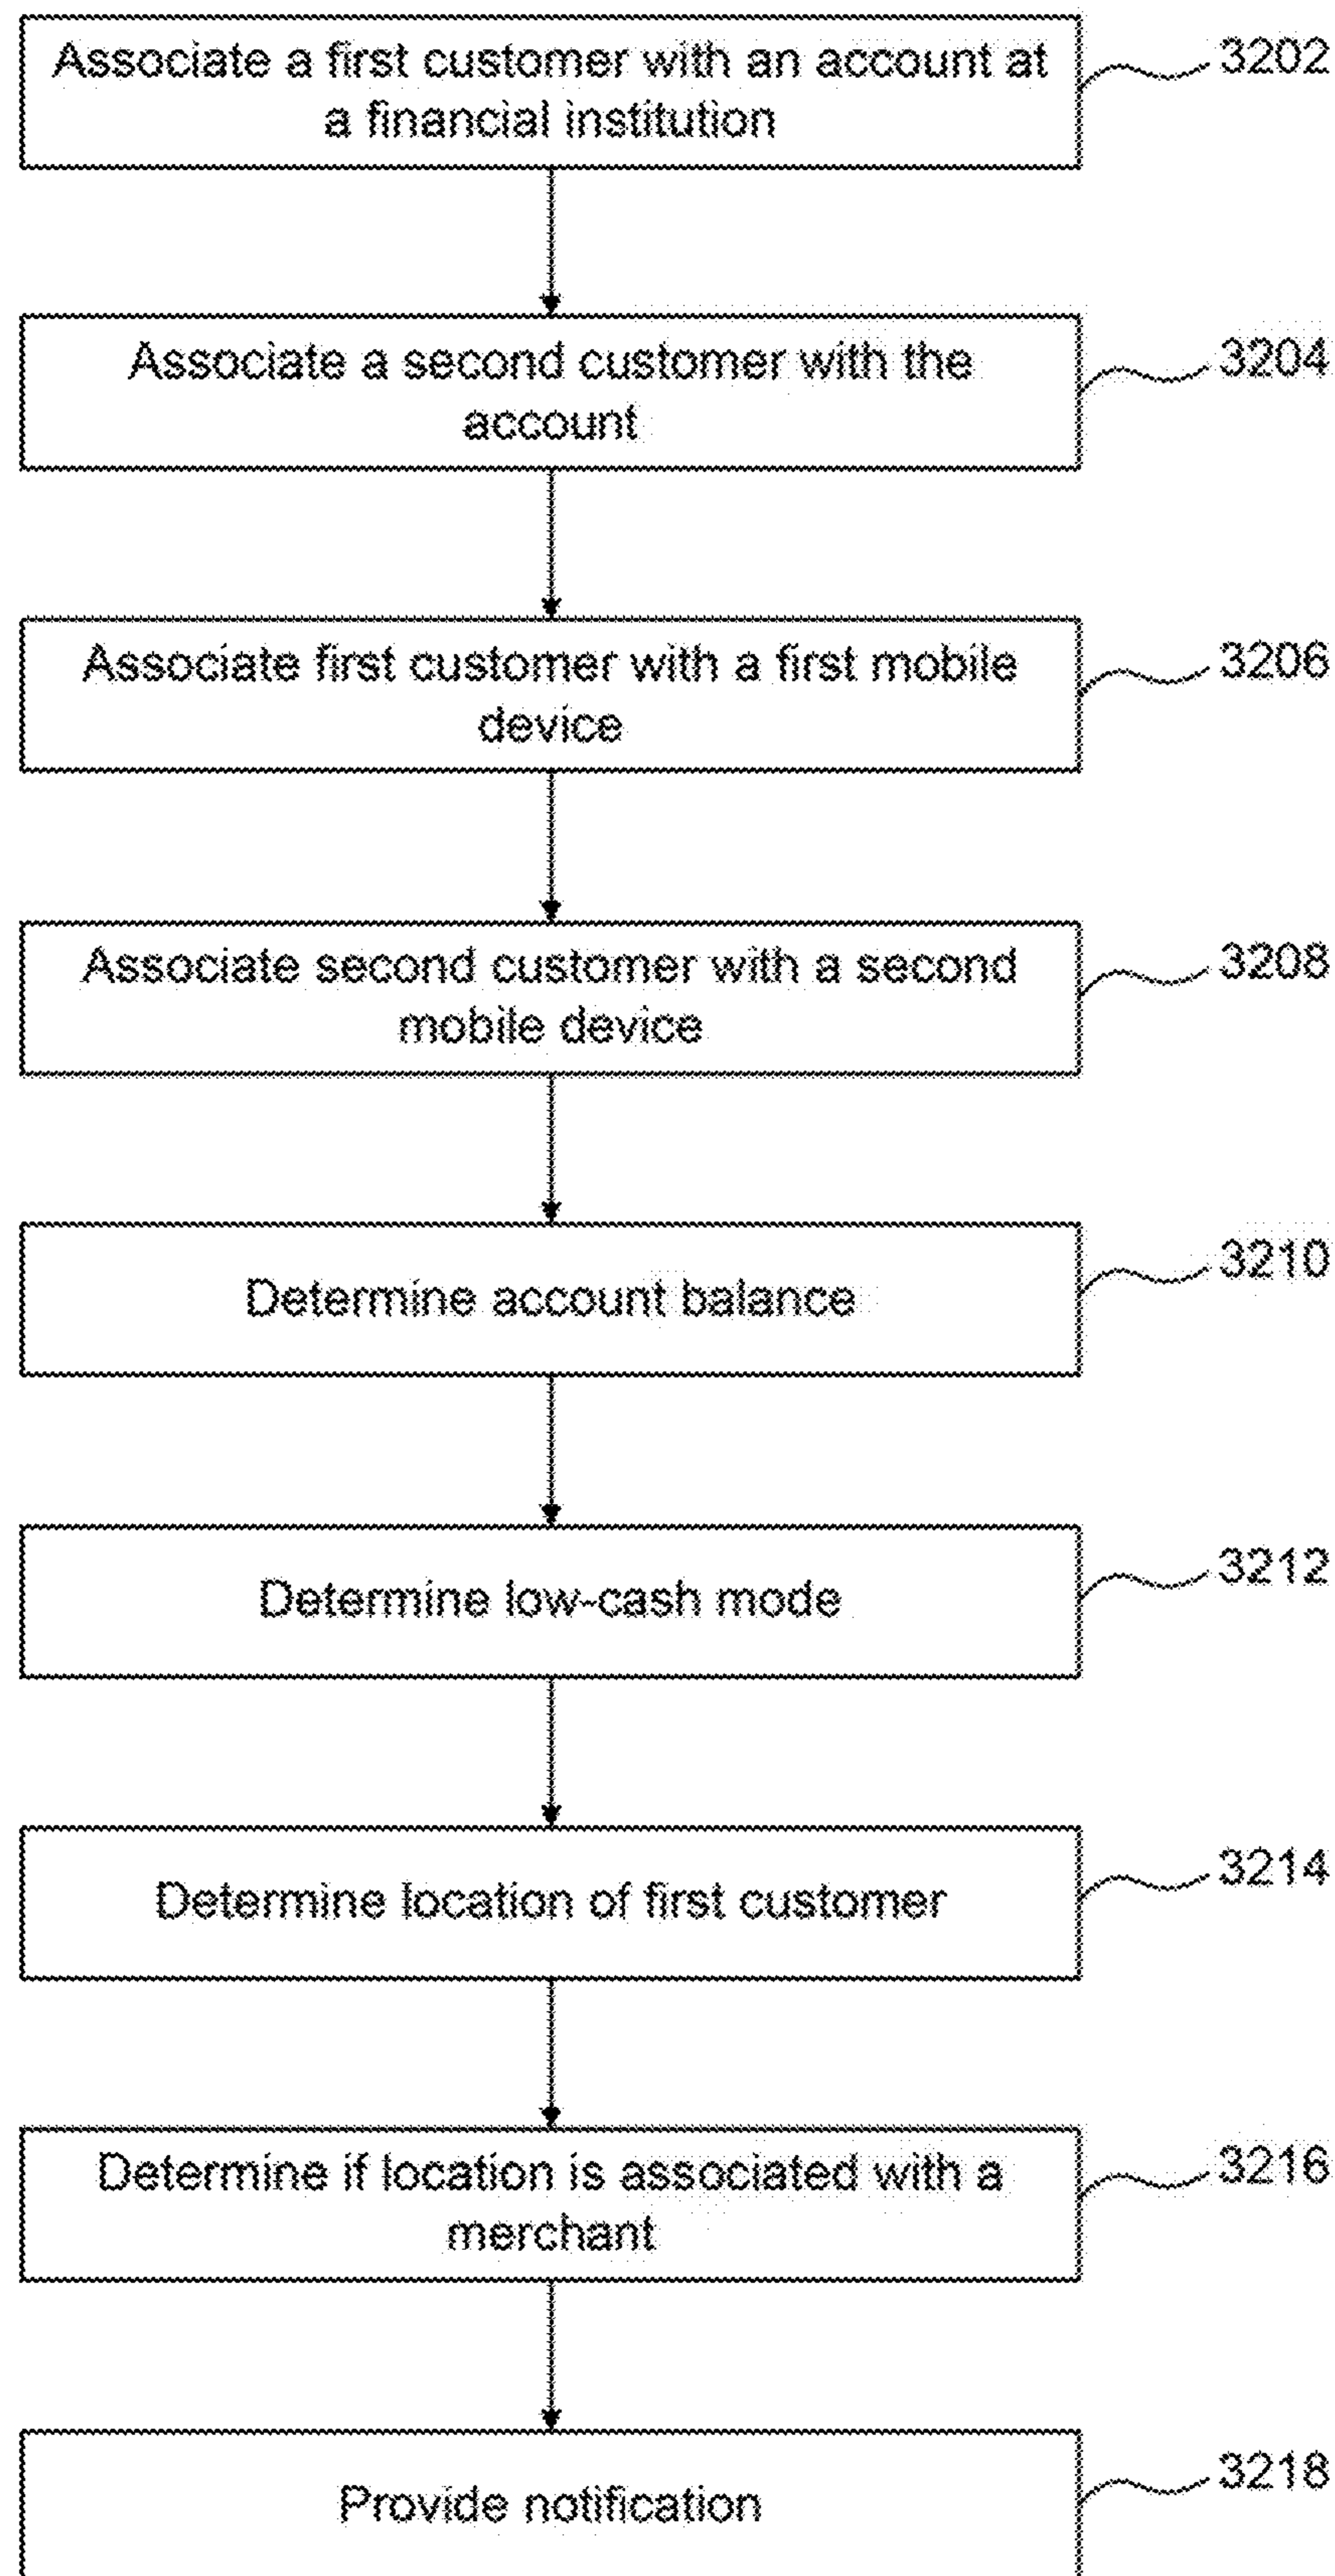 Associate a first customer with an account at
a financial institution
3202
Associate a second customer with the
account
3204
Associate first customer with a first mobile
device
3206
Associate second customer with a second
mobile device
3208
Determine account balance
3210
Determine low-cash mode
3212
Determine location of first customer
3214
Determine if location is associated with a
merchant
3216
Provide notification
3218